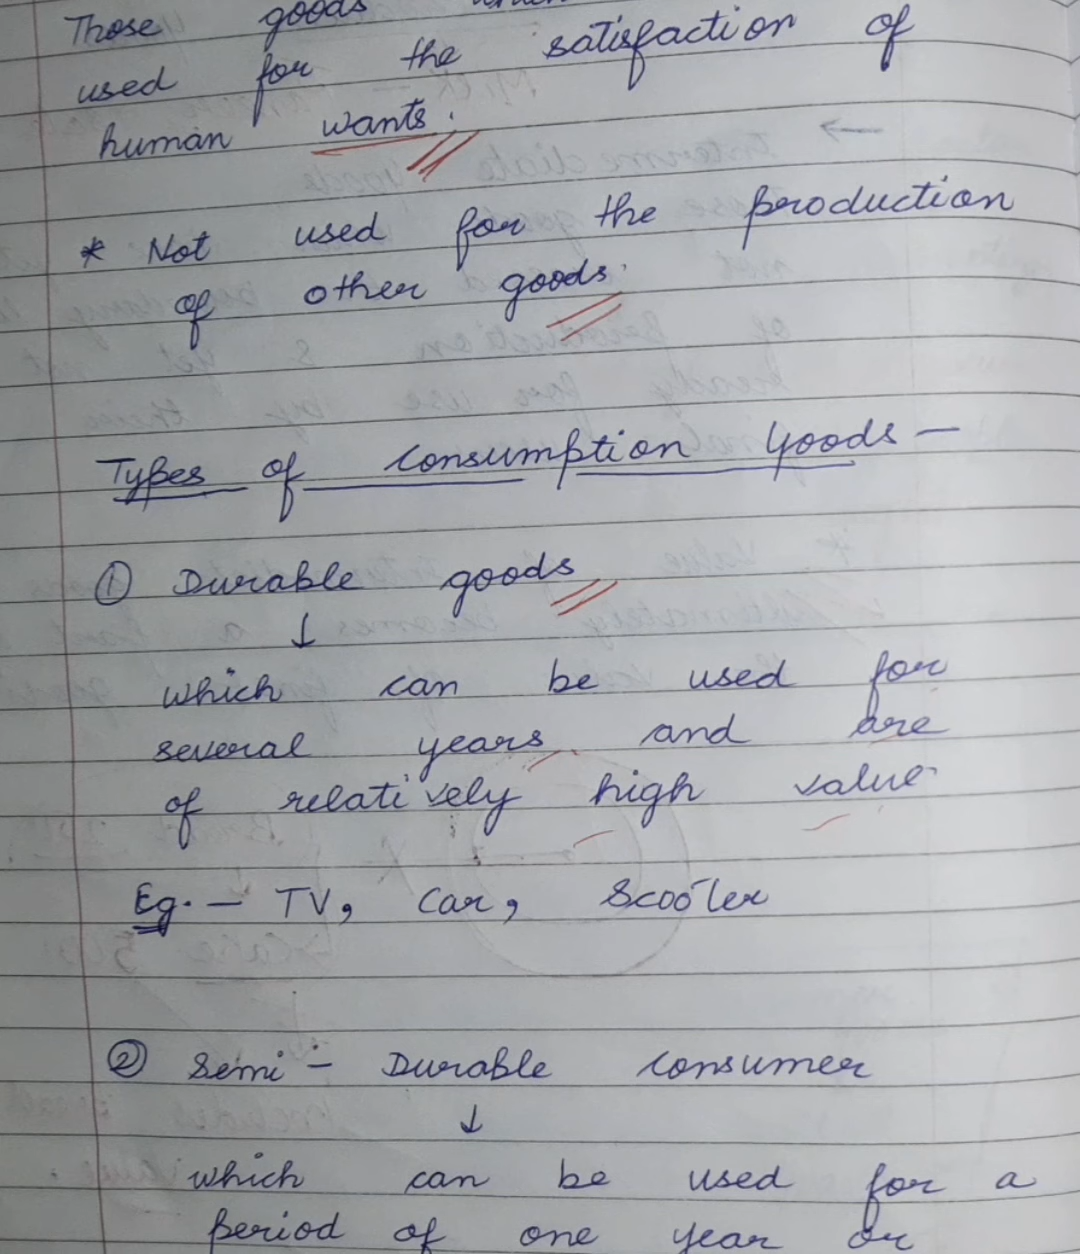 Those goods
used for the satisfaction of
human wants.
* Not used for the production
of other goods.
Types of consumption goods -
① Durable goods
↓
which can be used for
several years and are
of relatively high value
Eg. - TV, Car, Scooter
② Semi - Durable consumer
↓
which can be used for a
period of one year or